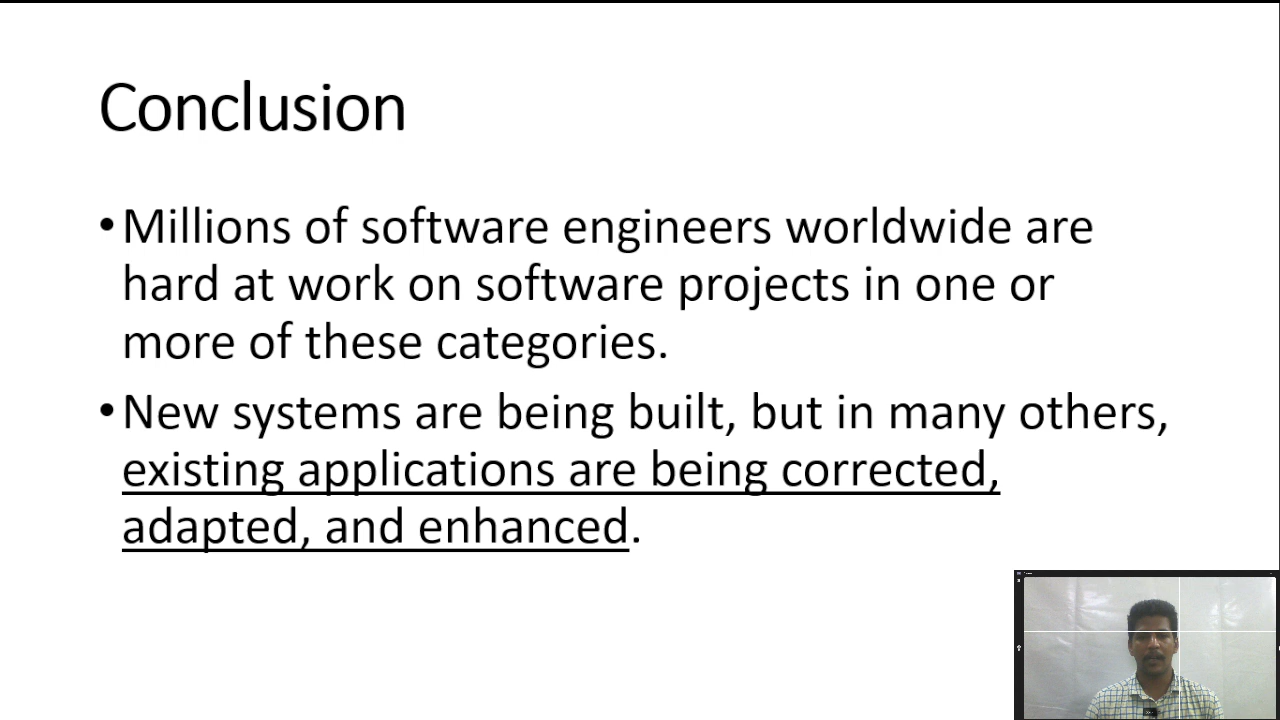 Conclusion
•Millions of software engineers worldwide are
hard at work on software projects in one or
more of these categories.
•New systems are being built, but in many others,
existing applications are being corrected,
adapted, and enhanced.